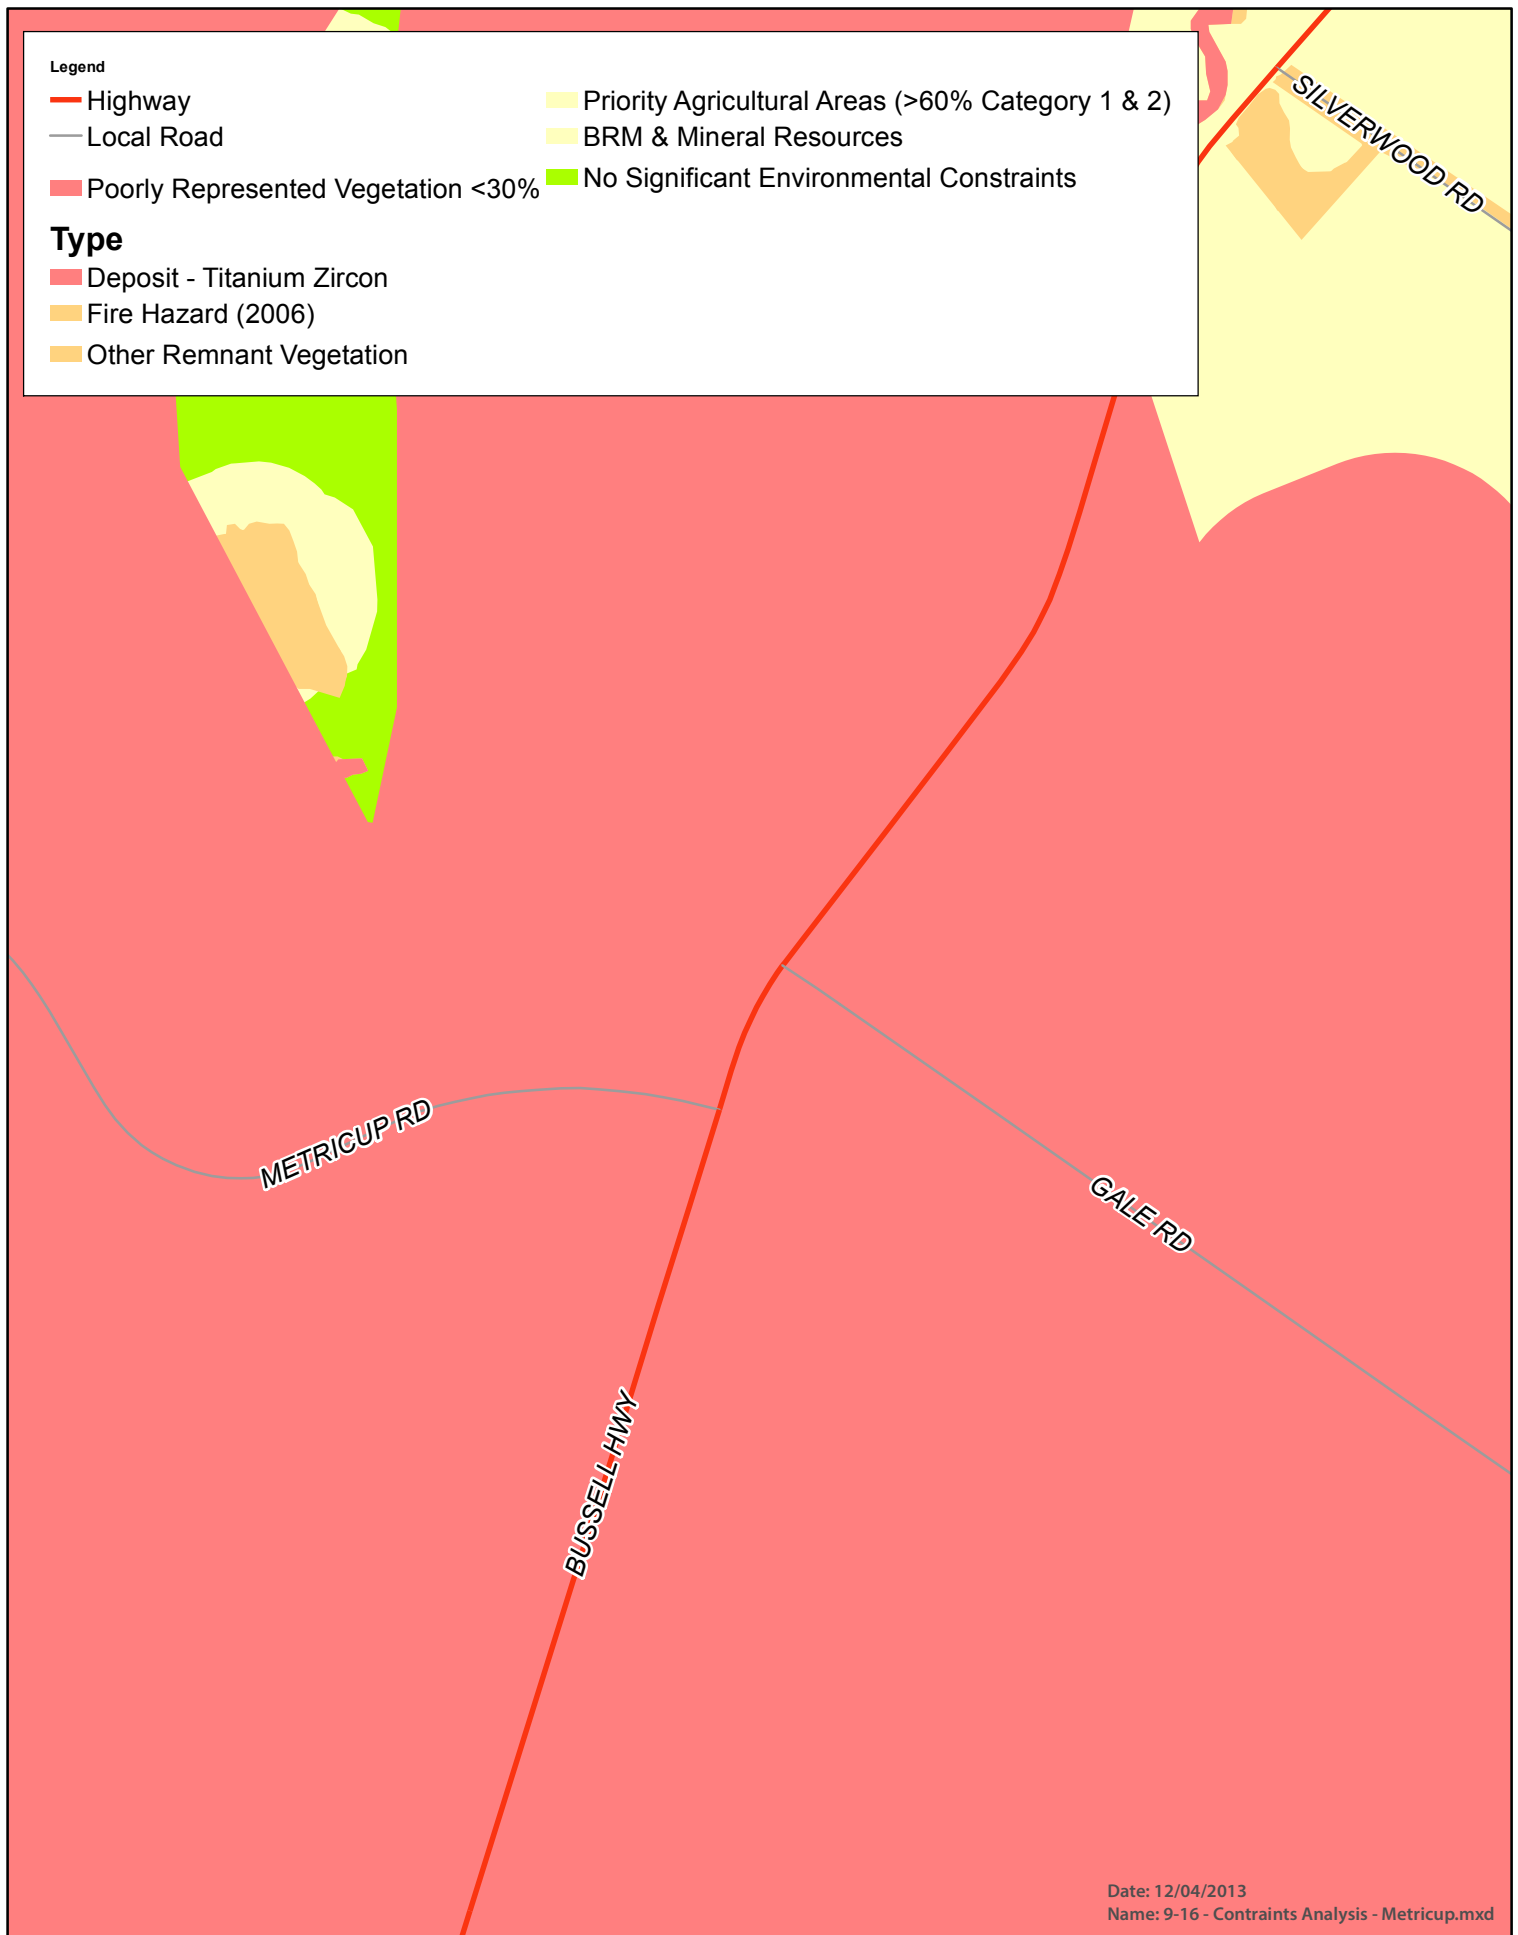 Legend
Highway
Local Road
Poorly Represented Vegetation <30%
Type
Deposit - Titanium Zircon
Fire Hazard (2006)
Other Remnant Vegetation
Priority Agricultural Areas (>60% Category 1 & 2)
BRM & Mineral Resources
No Significant Environmental Constraints
SILVERWOOD RD
METRICUP RD
GALE RD
BUSSELL HWY
Date: 12/04/2013
Name: 9-16 - Contraints Analysis - Metricup.mxd